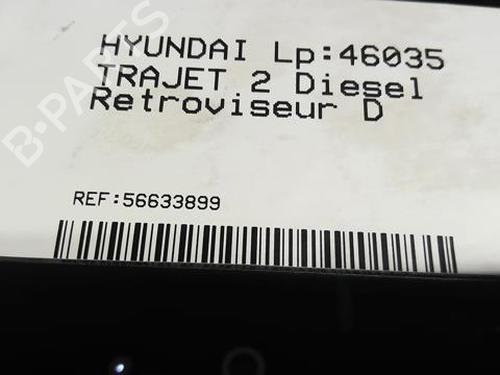 HYUNDAI Lp:46035
TRAJET 2 Diesel
Retroviseur D
B-PARTS
REF:56633899